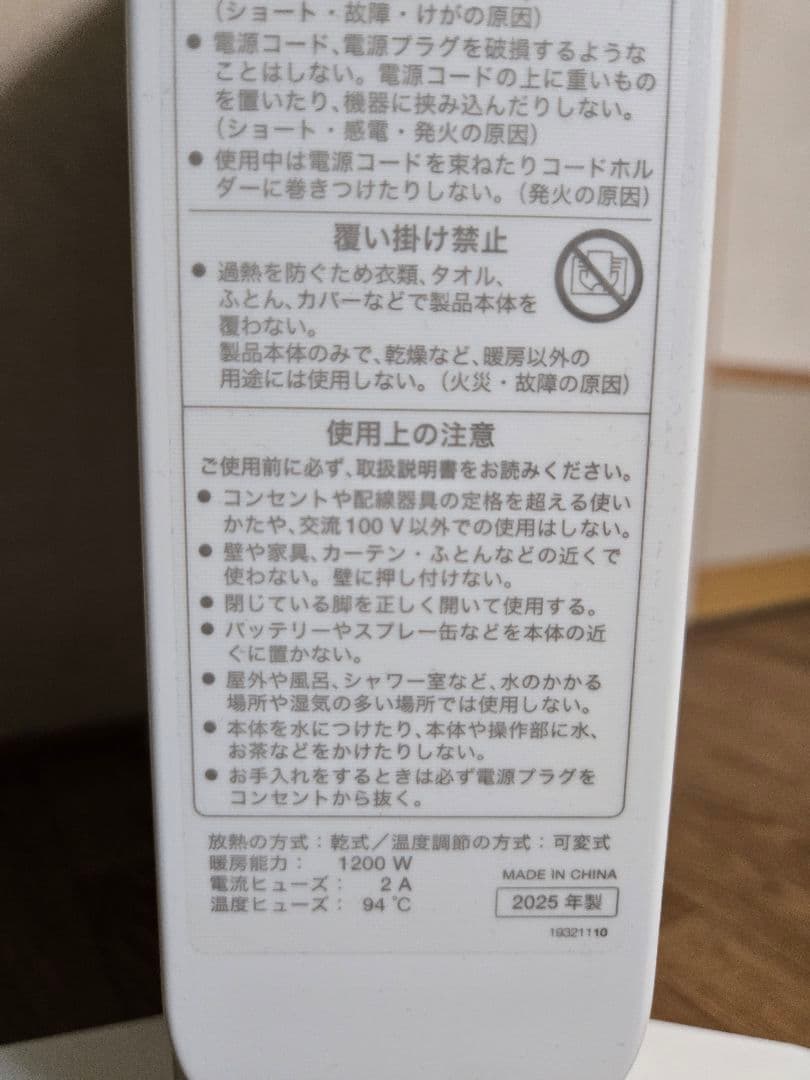 （ショート・故障・けがの原因）
● 電源コード、電源プラグを破損するような
ことはしない。電源コードの上に重いもの
を置いたり、機器に挟み込んだりしない。
（ショート・感電・発火の原因）
● 使用中は電源コードを束ねたりコードホル
ダーに巻きつけたりしない。（発火の原因）
覆い掛け禁止
● 過熱を防ぐため衣類、タオル、
ふとん、カバーなどで製品本体を
覆わない。
製品本体のみで、乾燥など、暖房以外の
用途には使用しない。（火災・故障の原因）
使用上の注意
ご使用前に必ず、取扱説明書をお読みください。
● コンセントや配線器具の定格を超える使い
かたや、交流100 V以外での使用はしない。
● 壁や家具、カーテン・ふとんなどの近くで
使わない。壁に押し付けない。
● 閉じている脚を正しく開いて使用する。
● バッテリーやスプレー缶などを本体の近
くに置かない。
● 屋外や風呂、シャワー室など、水のかかる
場所や湿気の多い場所では使用しない。
● 本体を水につけたり、本体や操作部に水、
お茶などをかけたりしない。
● お手入れをするときは必ず電源プラグを
コンセントから抜く。
放熱の方式：乾式／温度調節の方式：可変式
暖房能力： 1200 W
電流ヒューズ： 2 A
温度ヒューズ： 94 ℃
MADE IN CHINA
2025 年製
19321110